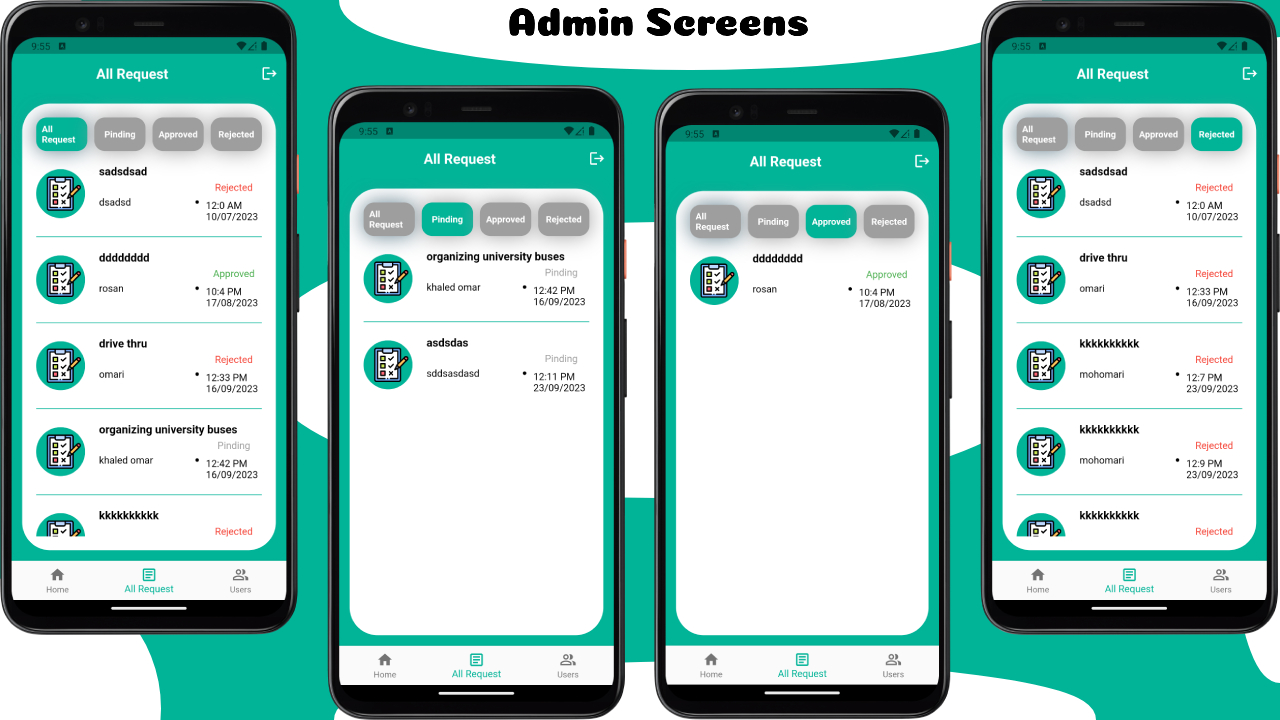 Admin Screens
9:55
All Request
All
Request
Pinding
Approved
Rejected
sadsdsad
Rejected
dsadsd
• 12:0 AM
10/07/2023
dddddddd
Approved
rosan
• 10:4 PM
17/08/2023
drive thru
Rejected
omari
• 12:33 PM
16/09/2023
organizing university buses
Pinding
khaled omar
• 12:42 PM
16/09/2023
kkkkkkkkkk
Rejected
Home
All Request
Users
9:55
All Request
All
Request
Pinding
Approved
Rejected
organizing university buses
Pinding
khaled omar
• 12:42 PM
16/09/2023
asdsdas
Pinding
sddsasdasd
• 12:11 PM
23/09/2023
Home
All Request
Users
9:55
All Request
All
Request
Pinding
Approved
Rejected
dddddddd
Approved
rosan
• 10:4 PM
17/08/2023
Home
All Request
Users
9:55
All Request
All
Request
Pinding
Approved
Rejected
sadsdsad
Rejected
dsadsd
• 12:0 AM
10/07/2023
drive thru
Rejected
omari
• 12:33 PM
16/09/2023
kkkkkkkkkk
Rejected
mohomari
• 12:7 PM
23/09/2023
kkkkkkkkkk
Rejected
mohomari
• 12:9 PM
23/09/2023
kkkkkkkkkk
Rejected
Home
All Request
Users